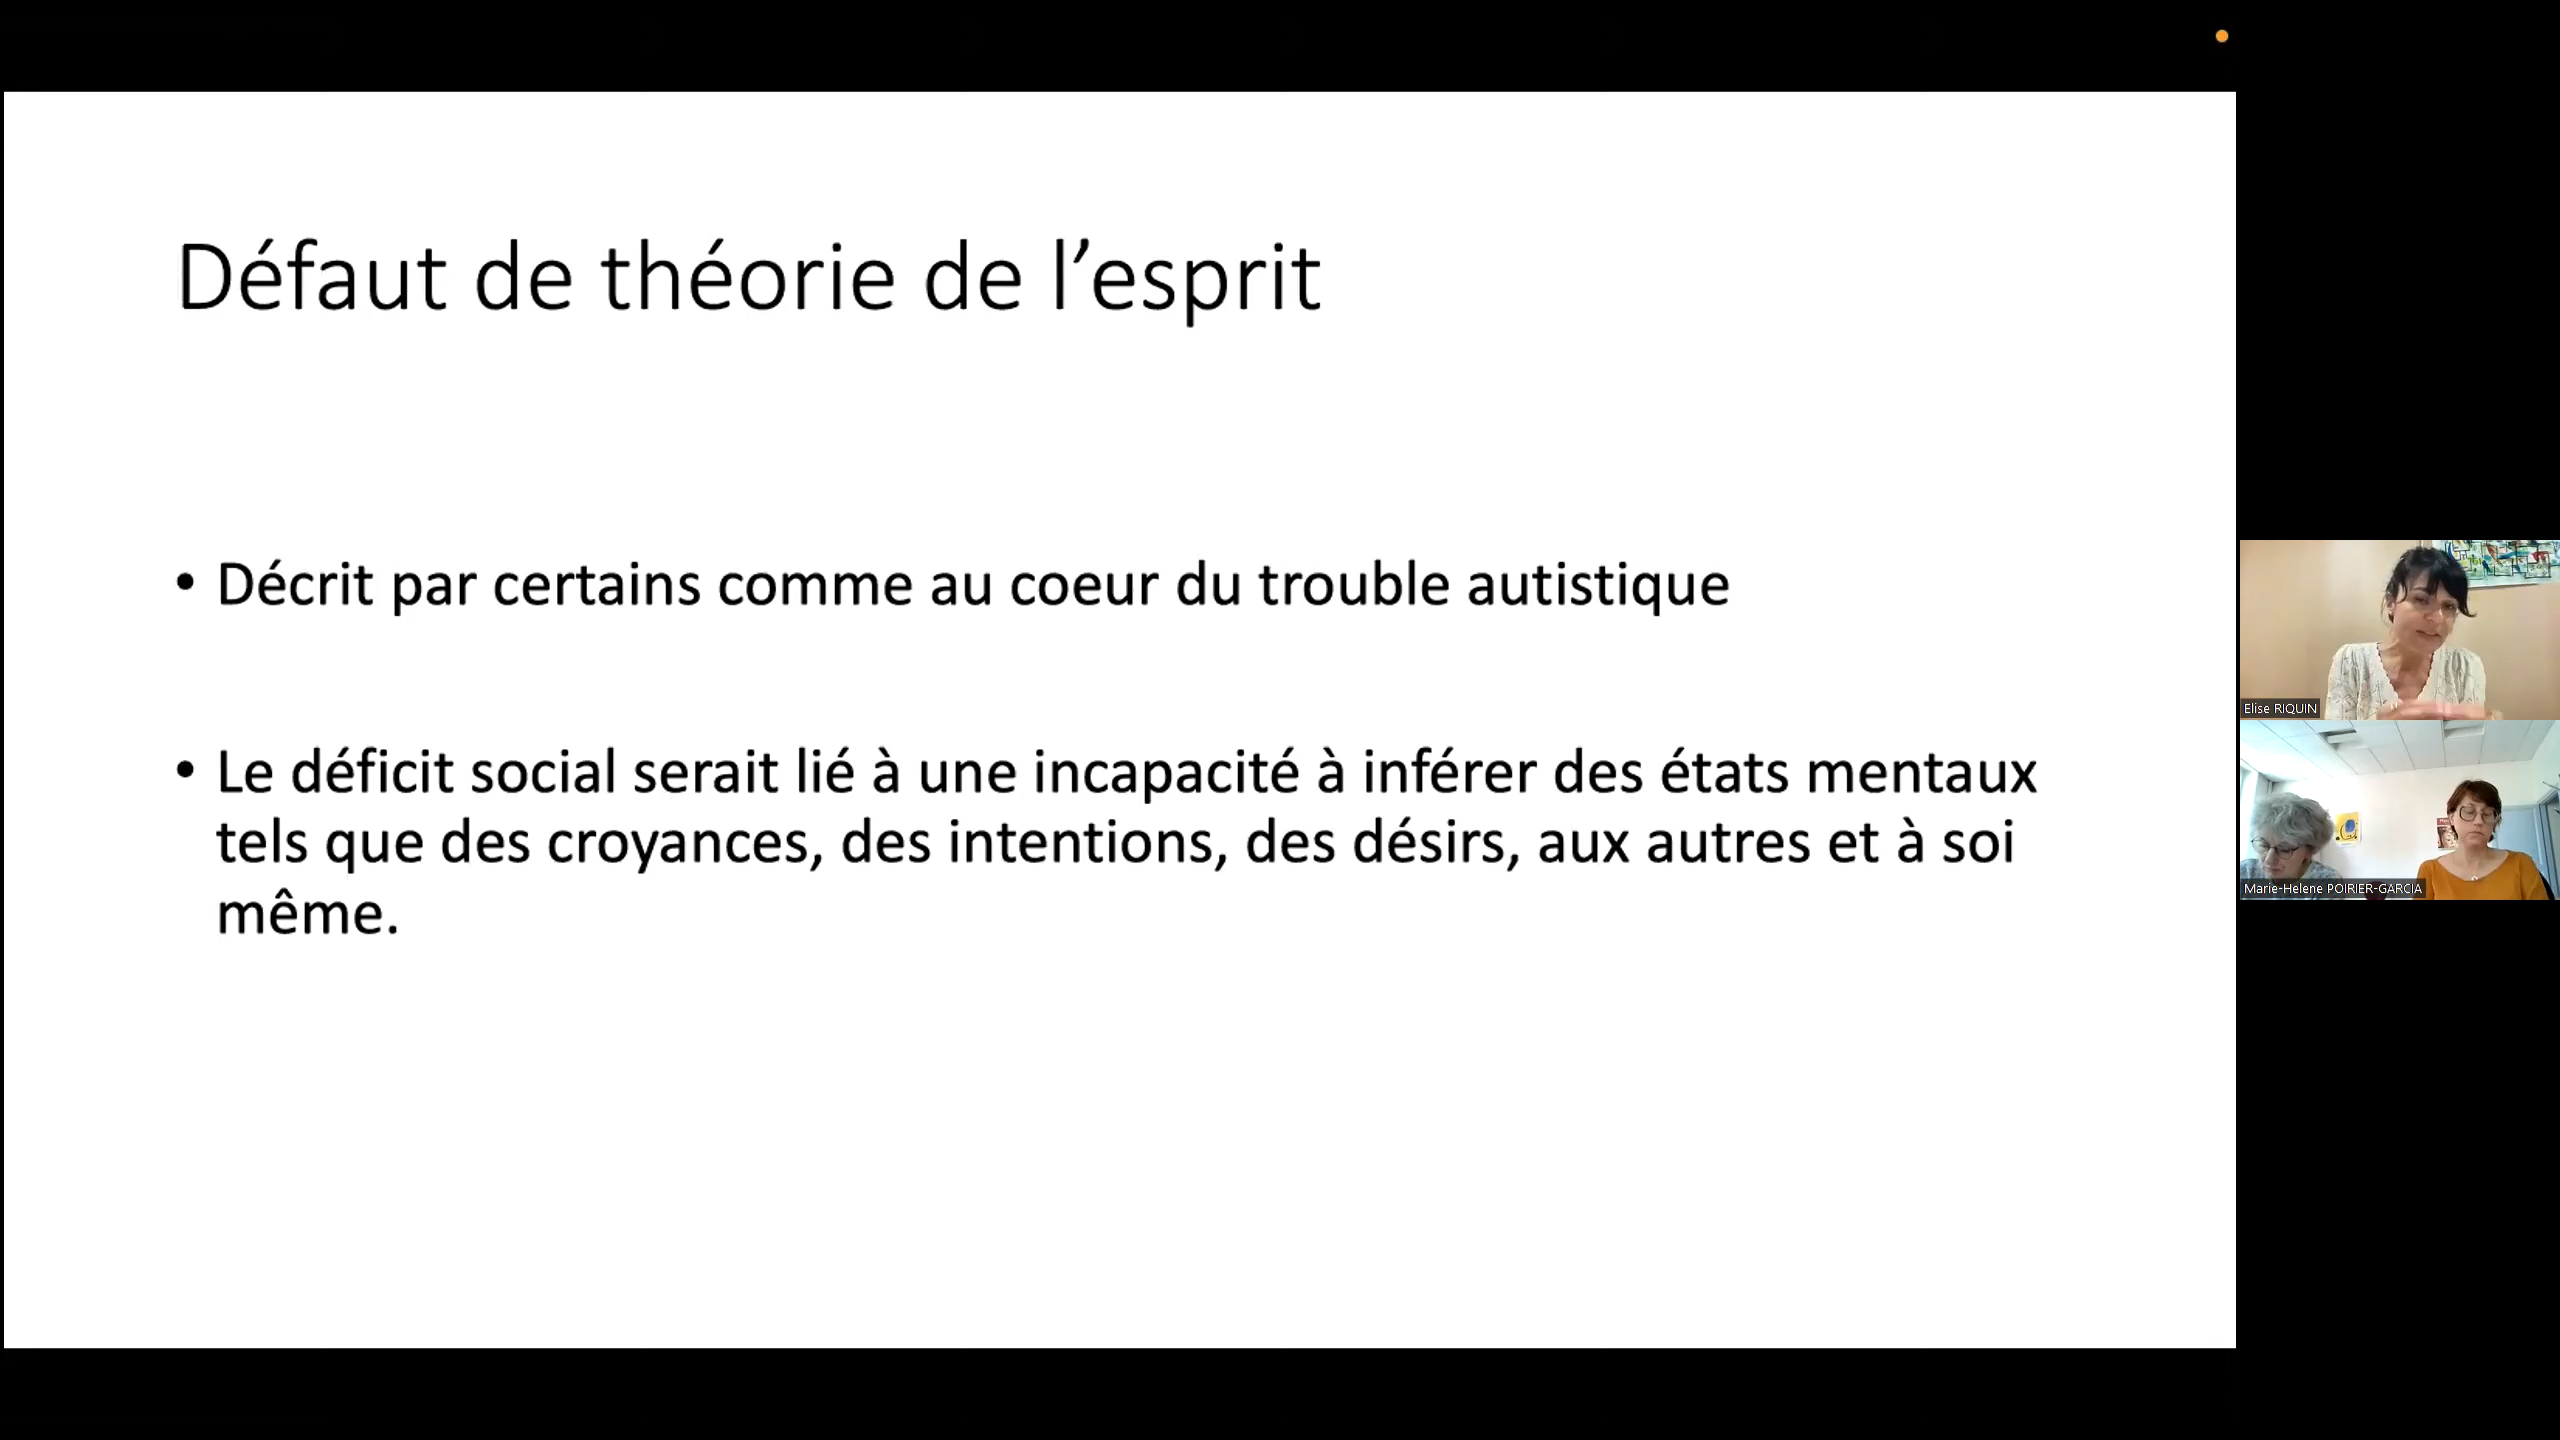 Défaut de théorie de l’esprit
• Décrit par certains comme au coeur du trouble autistique
• Le déficit social serait lié à une incapacité à inférer des états mentaux
tels que des croyances, des intentions, des désirs, aux autres et à soi
même.
Elise RIQUIN
Marie-Helene POIRIER-GARCIA